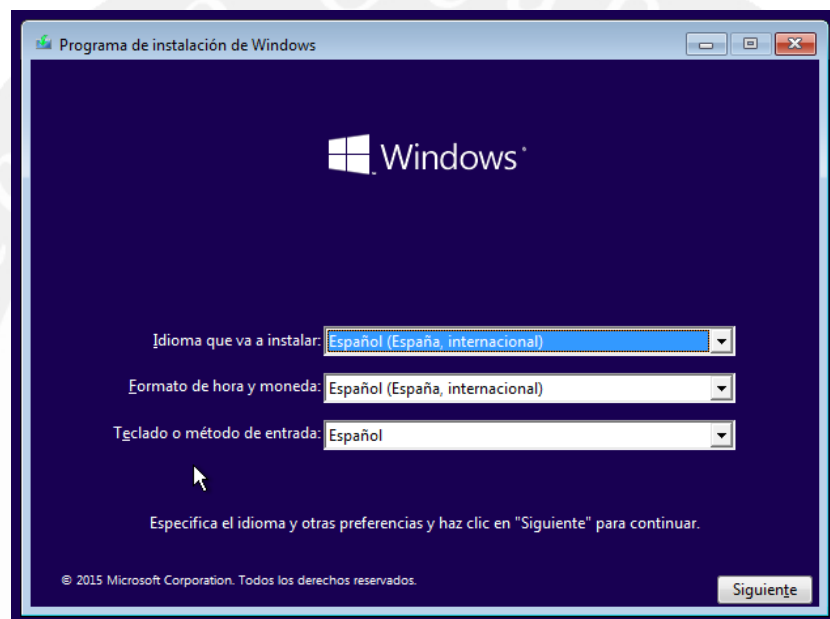 Programa de instalación de Windows
Windows
Idioma que va a instalar: Español (España, internacional)
Formato de hora y moneda: Español (España, internacional)
Teclado o método de entrada: Español
Especifica el idioma y otras preferencias y haz clic en "Siguiente" para continuar.
© 2015 Microsoft Corporation. Todos los derechos reservados.
Siguiente